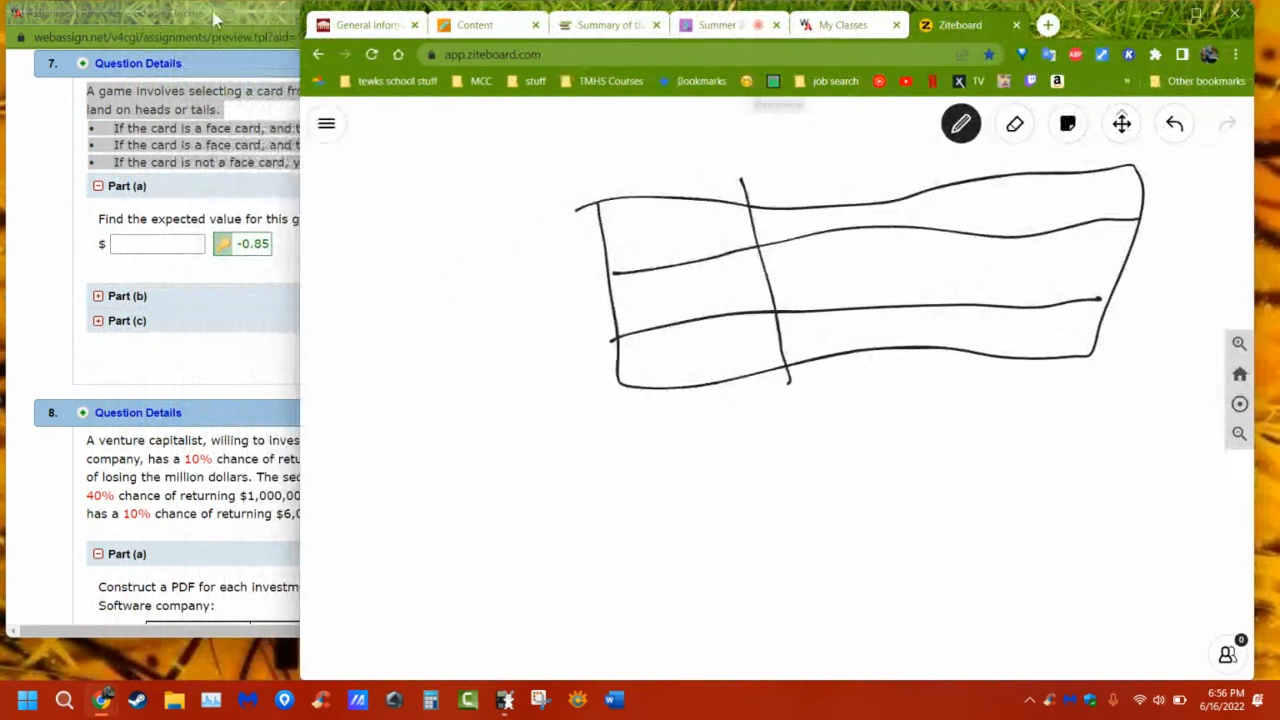 Assignment Previewer - Google Chrome
webassign.net/v4cgi/assignments/preview.tpl?aid=
7. Question Details
A game involves selecting a card fro
land on heads or tails.
• If the card is a face card, and t
• If the card is a face card, and t
• If the card is not a face card, y
Part (a)
Find the expected value for this g
$ -0.85
Part (b)
Part (c)
8. Question Details
A venture capitalist, willing to inves
company, has a 10% chance of retu
of losing the million dollars. The sec
40% chance of returning $1,000,00
has a 10% chance of returning $6,0
Part (a)
Construct a PDF for each investm
Software company:
General Inform
Content
Summary of th
Summer 2
My Classes
Ziteboard
app.ziteboard.com
tewks school stuff
MCC
stuff
TMHS Courses
Bookmarks
job search
TV
»
Other bookmarks
0
6:56 PM
6/16/2022